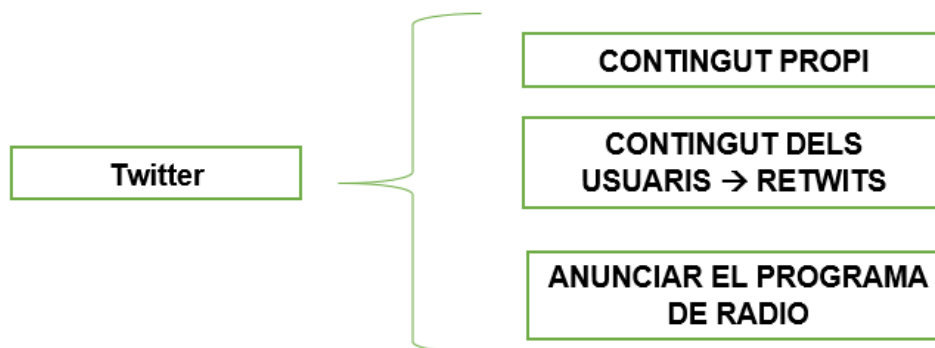 Twitter
CONTINGUT PROPI
CONTINGUT DELS
USUARIS → RETWITS
ANUNCIAR EL PROGRAMA
DE RADIO